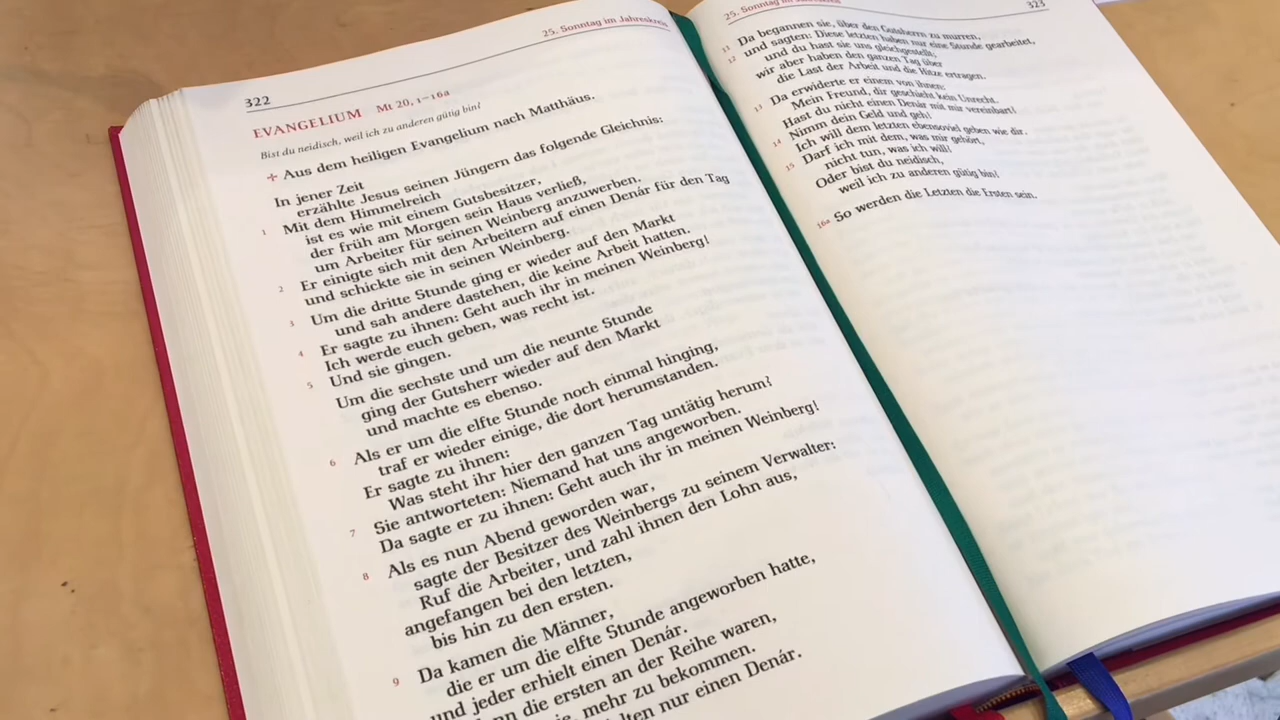 322
25. Sonntag im Jahreskreis
EVANGELIUM Mt 20, 1–16a
Bist du neidisch, weil ich zu anderen gütig bin?
+ Aus dem heiligen Evangelium nach Matthäus.
In jener Zeit
erzählte Jesus seinen Jüngern das folgende Gleichnis:
1 Mit dem Himmelreich
ist es wie mit einem Gutsbesitzer,
der früh am Morgen sein Haus verließ,
um Arbeiter für seinen Weinberg anzuwerben.
2 Er einigte sich mit den Arbeitern auf einen Denár für den Tag
und schickte sie in seinen Weinberg.
3 Um die dritte Stunde ging er wieder auf den Markt
und sah andere dastehen, die keine Arbeit hatten.
4 Er sagte zu ihnen: Geht auch ihr in meinen Weinberg!
Ich werde euch geben, was recht ist.
5 Und sie gingen.
Um die sechste und um die neunte Stunde
ging der Gutsherr wieder auf den Markt
und machte es ebenso.
6 Als er um die elfte Stunde noch einmal hinging,
traf er wieder einige, die dort herumstanden.
Er sagte zu ihnen:
Was steht ihr hier den ganzen Tag untätig herum?
7 Sie antworteten: Niemand hat uns angeworben.
Da sagte er zu ihnen: Geht auch ihr in meinen Weinberg!
8 Als es nun Abend geworden war,
sagte der Besitzer des Weinbergs zu seinem Verwalter:
Ruf die Arbeiter, und zahl ihnen den Lohn aus,
angefangen bei den letzten,
bis hin zu den ersten.
9 Da kamen die Männer,
die er um die elfte Stunde angeworben hatte,
und jeder erhielt einen Denár.
die ersten an der Reihe waren,
mehr zu bekommen.
nur einen Denár.
25. Sonntag im Jahreskreis
323
11 Da begannen sie, über den Gutsherrn zu murren,
12 und sagten: Diese letzten haben nur eine Stunde gearbeitet,
und du hast sie uns gleichgestellt;
wir aber haben den ganzen Tag über
die Last der Arbeit und die Hitze ertragen.
13 Da erwiderte er einem von ihnen:
Mein Freund, dir geschieht kein Unrecht.
Hast du nicht einen Denár mit mir vereinbart?
14 Nimm dein Geld und geh!
Ich will dem letzten ebensoviel geben wie dir.
15 Darf ich mit dem, was mir gehört,
nicht tun, was ich will?
Oder bist du neidisch,
weil ich zu anderen gütig bin?
16a So werden die Letzten die Ersten sein.